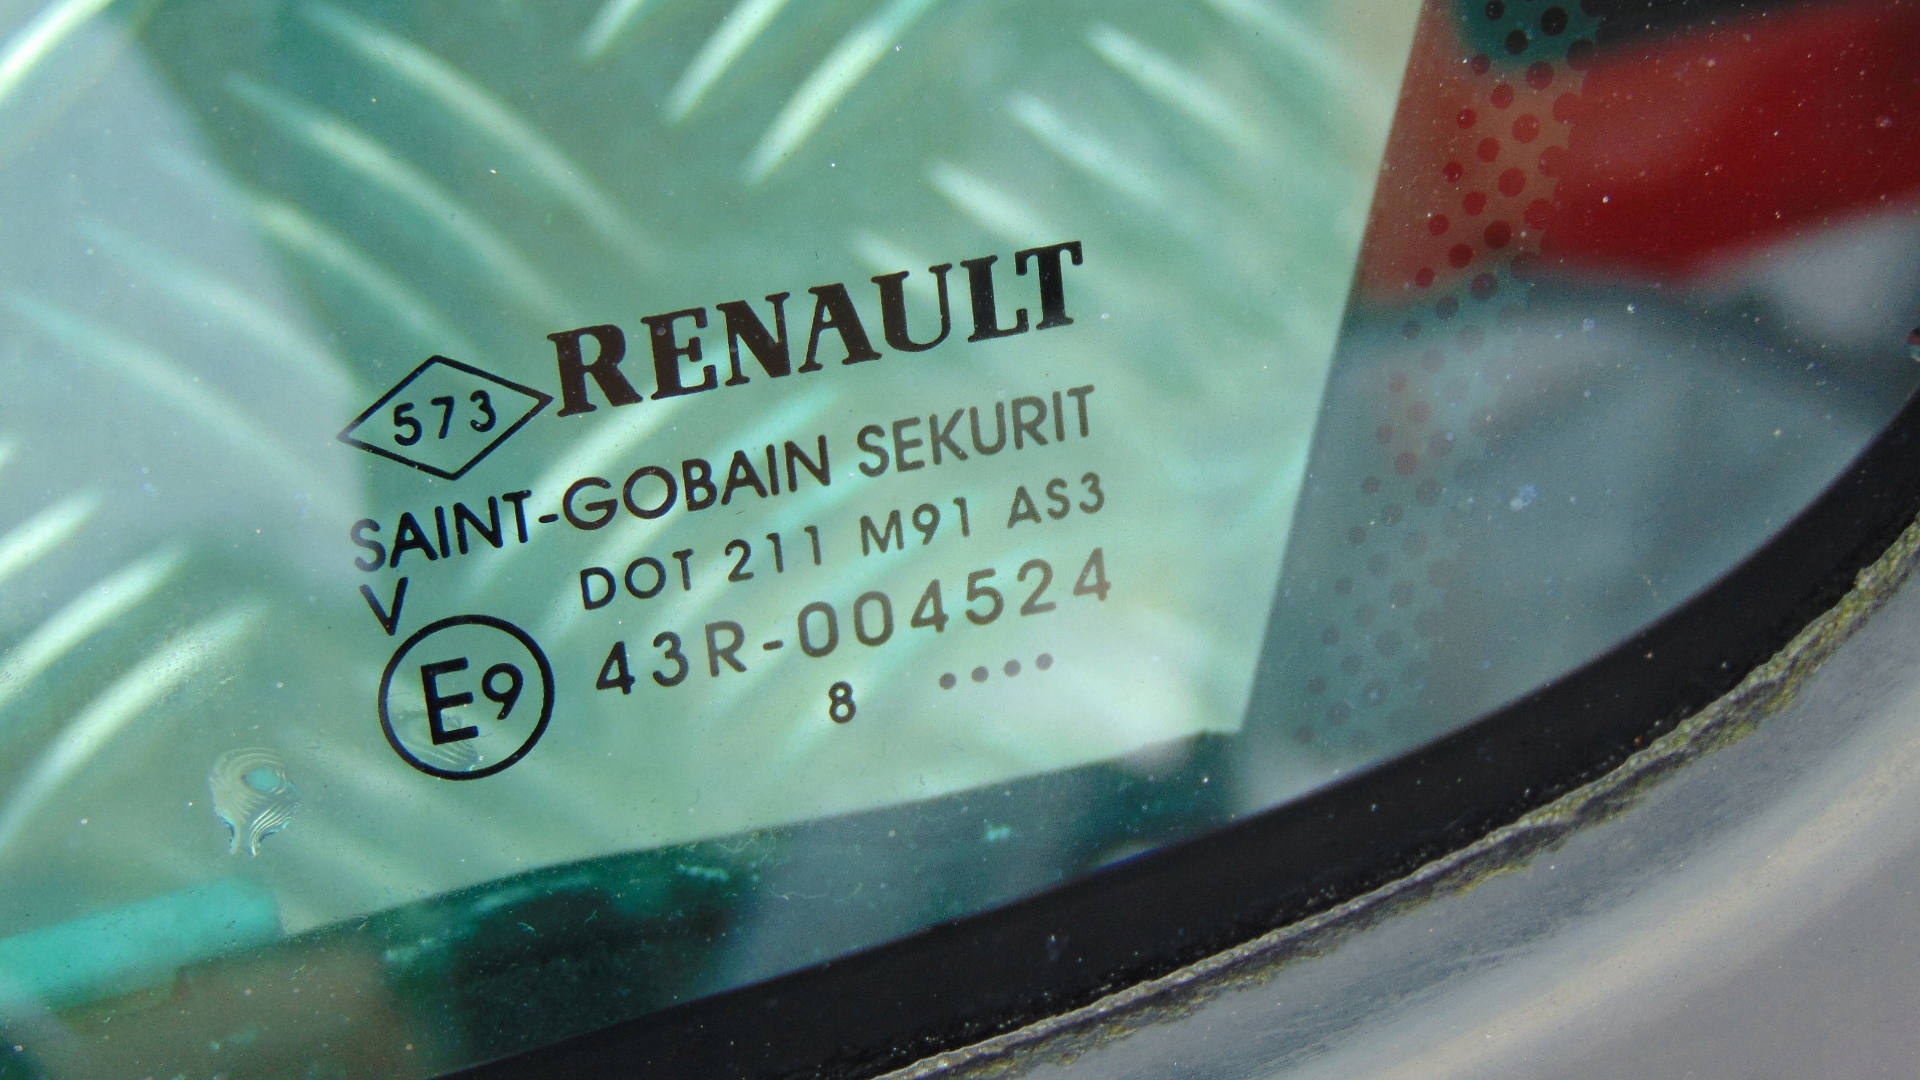 573 RENAULT
SAINT-GOBAIN SEKURIT
V DOT 211 M91 AS3
E9 43R-004524
8 ••••